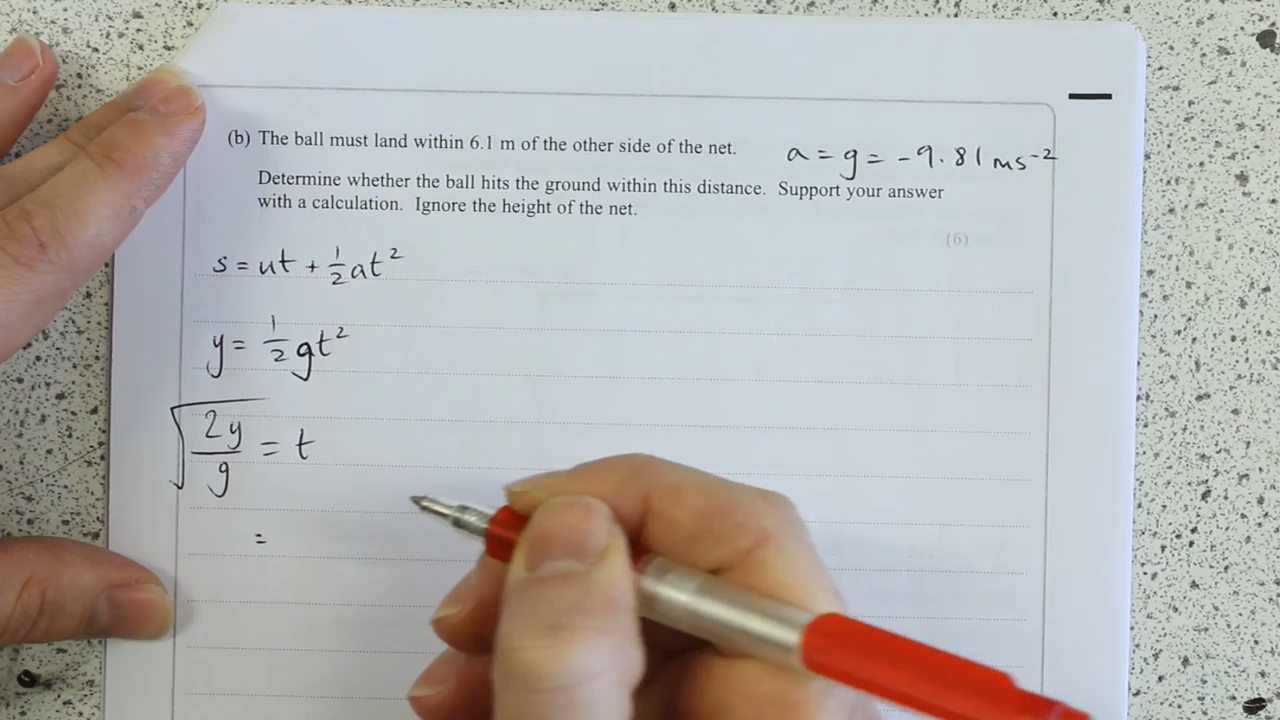 (b) The ball must land within 6.1 m of the other side of the net.
a = g = -9.81 ms⁻²
Determine whether the ball hits the ground within this distance. Support your answer
with a calculation. Ignore the height of the net.
(6)
s = ut + ½at²
y = ½gt²
√(2y/g) = t
=